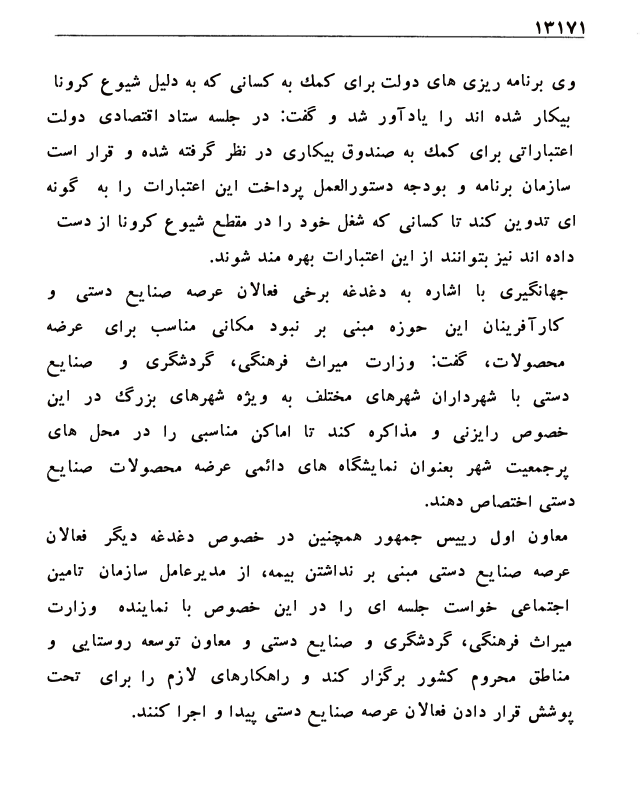 ۱۳۱۷۱
وی برنامه ریزی های دولت برای کمك به کسانی که به دلیل شیوع کرونا
بیکار شده اند را یادآور شد و گفت: در جلسه ستاد اقتصادی دولت
اعتباراتی برای کمك به صندوق بیکاری در نظر گرفته شده و قرار است
سازمان برنامه و بودجه دستورالعمل پرداخت این اعتبارات را به گونه
ای تدوین کند تا کسانی که شغل خود را در مقطع شیوع کرونا از دست
داده اند نیز بتوانند از این اعتبارات بهره مند شوند.
جهانگیری با اشاره به دغدغه برخی فعالان عرصه صنایع دستی و
کارآفرینان این حوزه مبنی بر نبود مکانی مناسب برای عرضه
محصولات، گفت: وزارت میراث فرهنگی، گردشگری و صنایع
دستی با شهرداران شهرهای مختلف به ویژه شهرهای بزرگ در این
خصوص رایزنی و مذاکره کند تا اماکن مناسبی را در محل های
پرجمعیت شهر بعنوان نمایشگاه های دائمی عرضه محصولات صنایع
دستی اختصاص دهند.
معاون اول رییس جمهور همچنین در خصوص دغدغه دیگر فعالان
عرصه صنایع دستی مبنی بر نداشتن بیمه، از مدیرعامل سازمان تامین
اجتماعی خواست جلسه ای را در این خصوص با نماینده وزارت
میراث فرهنگی، گردشگری و صنایع دستی و معاون توسعه روستایی و
مناطق محروم کشور برگزار کند و راهکارهای لازم را برای تحت
پوشش قرار دادن فعالان عرصه صنایع دستی پیدا و اجرا کنند.